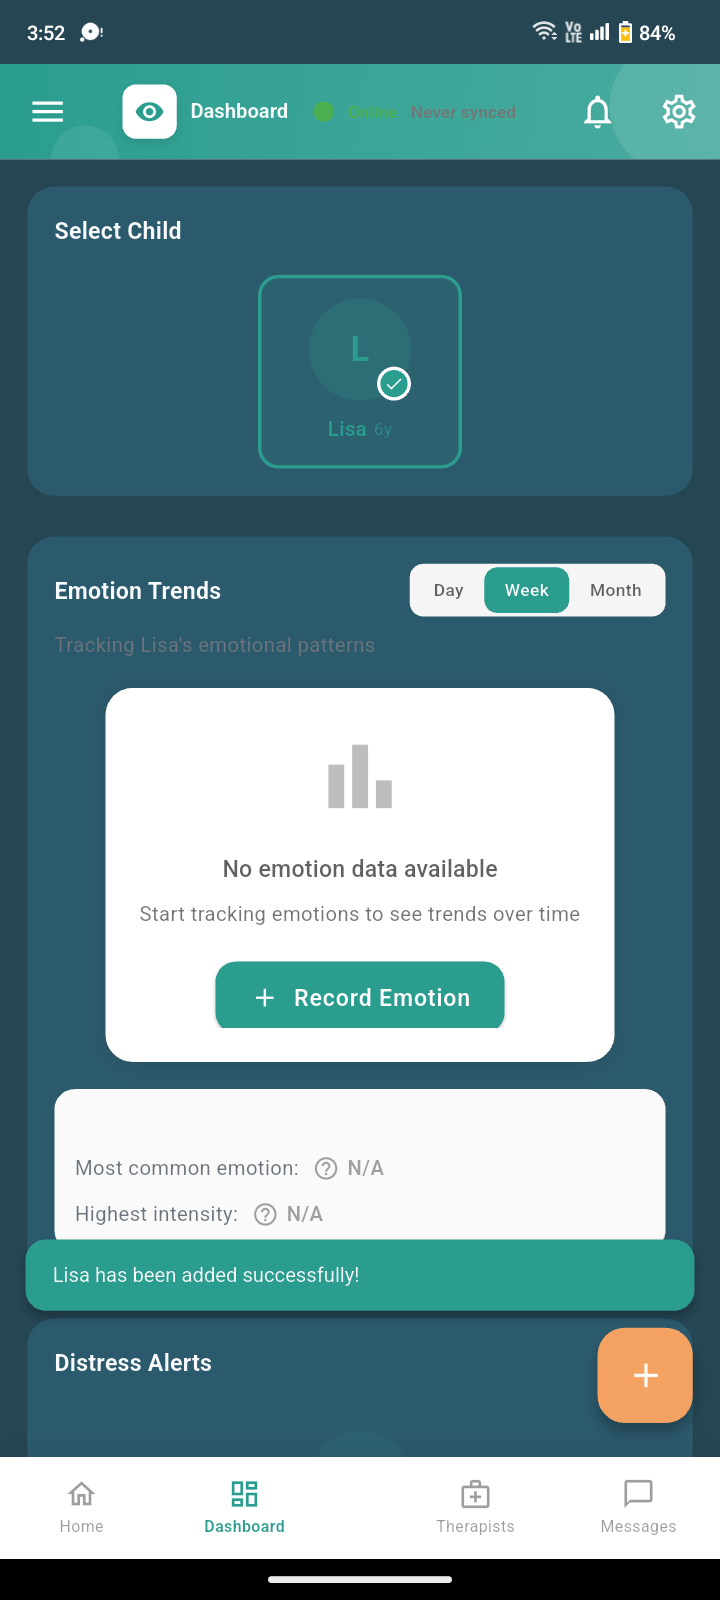 3:52
Vo LTE
84%
Dashboard
Online
Never synced
Select Child
L
Lisa 6y
Emotion Trends
Day
Week
Month
Tracking Lisa's emotional patterns
No emotion data available
Start tracking emotions to see trends over time
+ Record Emotion
Most common emotion: ? N/A
Highest intensity: ? N/A
Lisa has been added successfully!
Distress Alerts
+
Home
Dashboard
Therapists
Messages